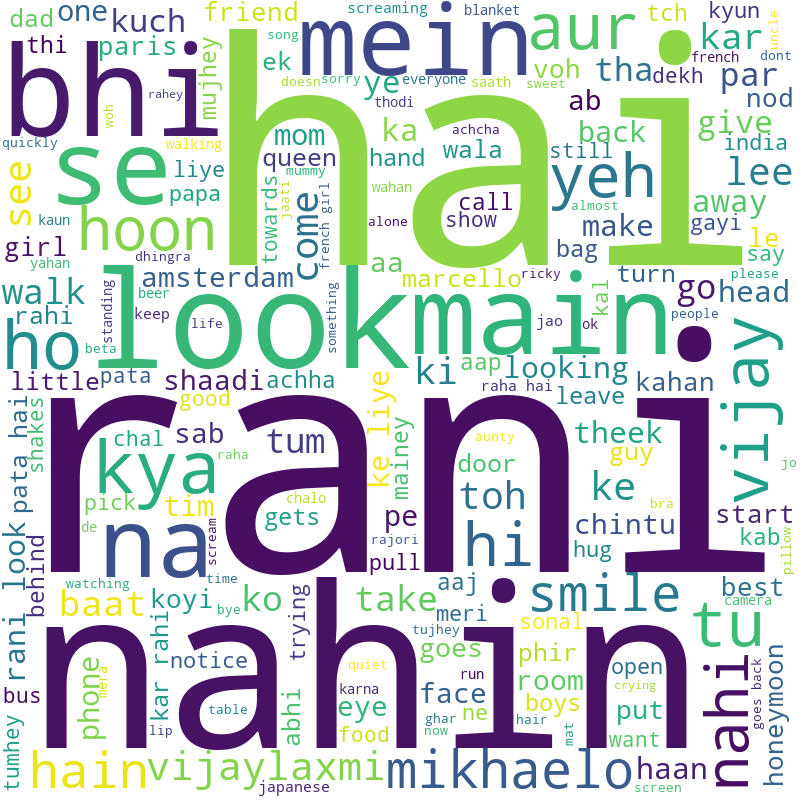 dad
one
kuch
friend
screaming
blanket
tch
kyun
uncle
thi
paris
song
mein
aur
kar
dont
french
bhi
hai
ek
mujhey
doesn
sorry
everyone
ye
saath
voh
sweet
tha
dekh
par
nod
rahey
woh
thodi
ab
quickly
walking
mom
ka
achcha
back
give
india
see
se
liye
queen
mummy
hand
wala
still
yeh
lee
papa
towards
jaati
wahan
call
almost
away
kaun
hoon
come
french girl
alone
show
make
gayi
le
girl
yahan
dhingra
aa
bag
say
walk
beer
amsterdam
marcello
ricky
turn
please
go
head
rahi
standing
keep
life
look
something
main
jao
ok
kal
people
ho
beta
little
pata
shaadi
achha
ki
aap
looking
raha hai
leave
kahan
vijay
shakes
pata hai
good
sab
chal
raha
kya
tum
ke liye
mainey
aunty
door
theek
guy
jo
rani
pick
tim
chalo
gets
pe
toh
ke
bra
start
de
scream
rajori
pull
hi
chintu
kab
pillow
na
hug
rani look
behind
watching
time
aaj
smile
best
camera
baat
koyi
bye
ko
trying
take
meri
tujhey
sonal
tu
kar rahi
notice
quiet
goes
phir
open
honeymoon
bus
phone
mera
nahin
karna
run
face
room
crying
goes back
nahi
lip
table
abhi
eye
ghar
now
ne
boys
hair
put
food
mat
want
tumhey
hain
vijaylaxmi
japanese
mikhaelo
haan
screen